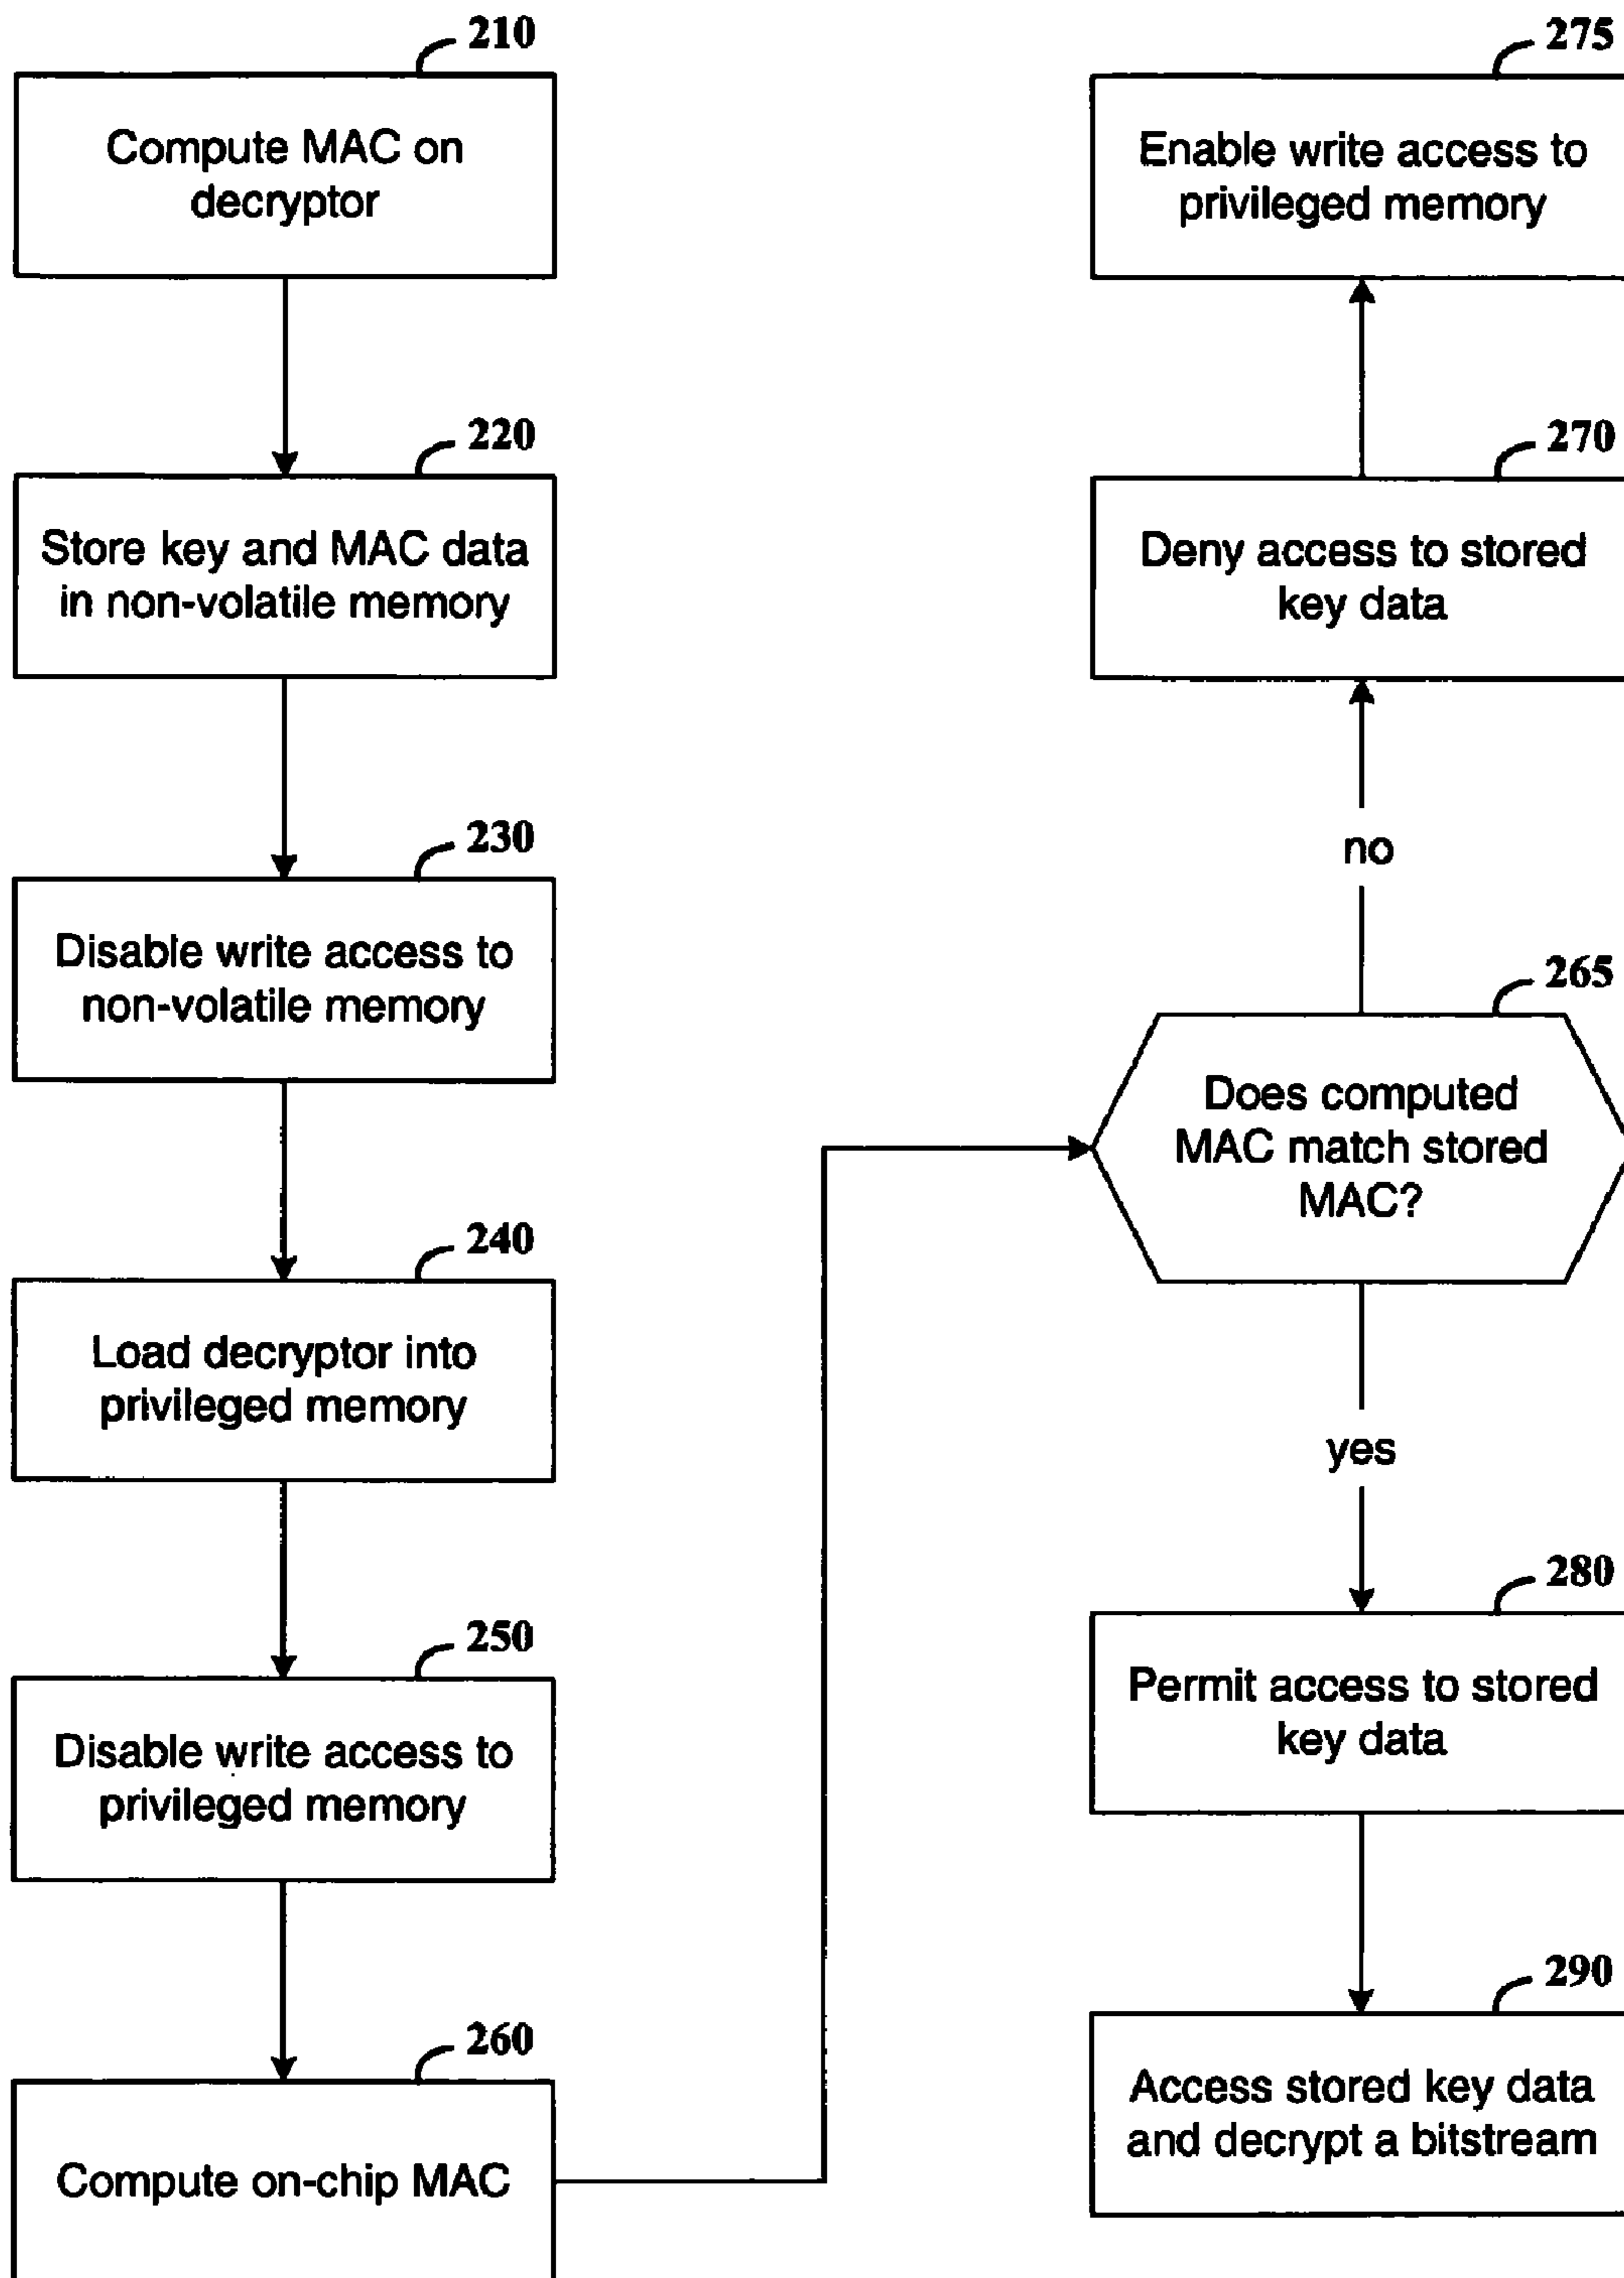 210
Compute MAC on
decryptor
220
Store key and MAC data
in non-volatile memory
230
Disable write access to
non-volatile memory
240
Load decryptor into
privileged memory
250
Disable write access to
privileged memory
260
Compute on-chip MAC
275
Enable write access to
privileged memory
270
Deny access to stored
key data
no
265
Does computed
MAC match stored
MAC?
yes
280
Permit access to stored
key data
290
Access stored key data
and decrypt a bitstream